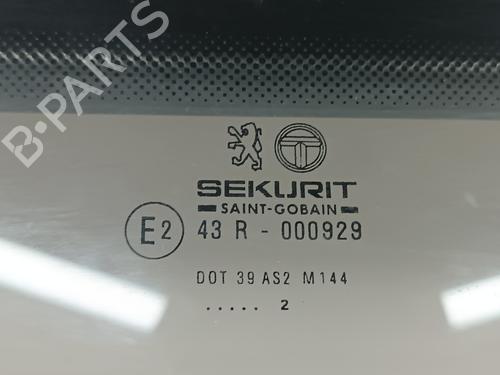 B-PARTS
SEKURIT
SAINT-GOBAIN
E2 43 R - 000929
DOT 39 AS2 M144
..... 2